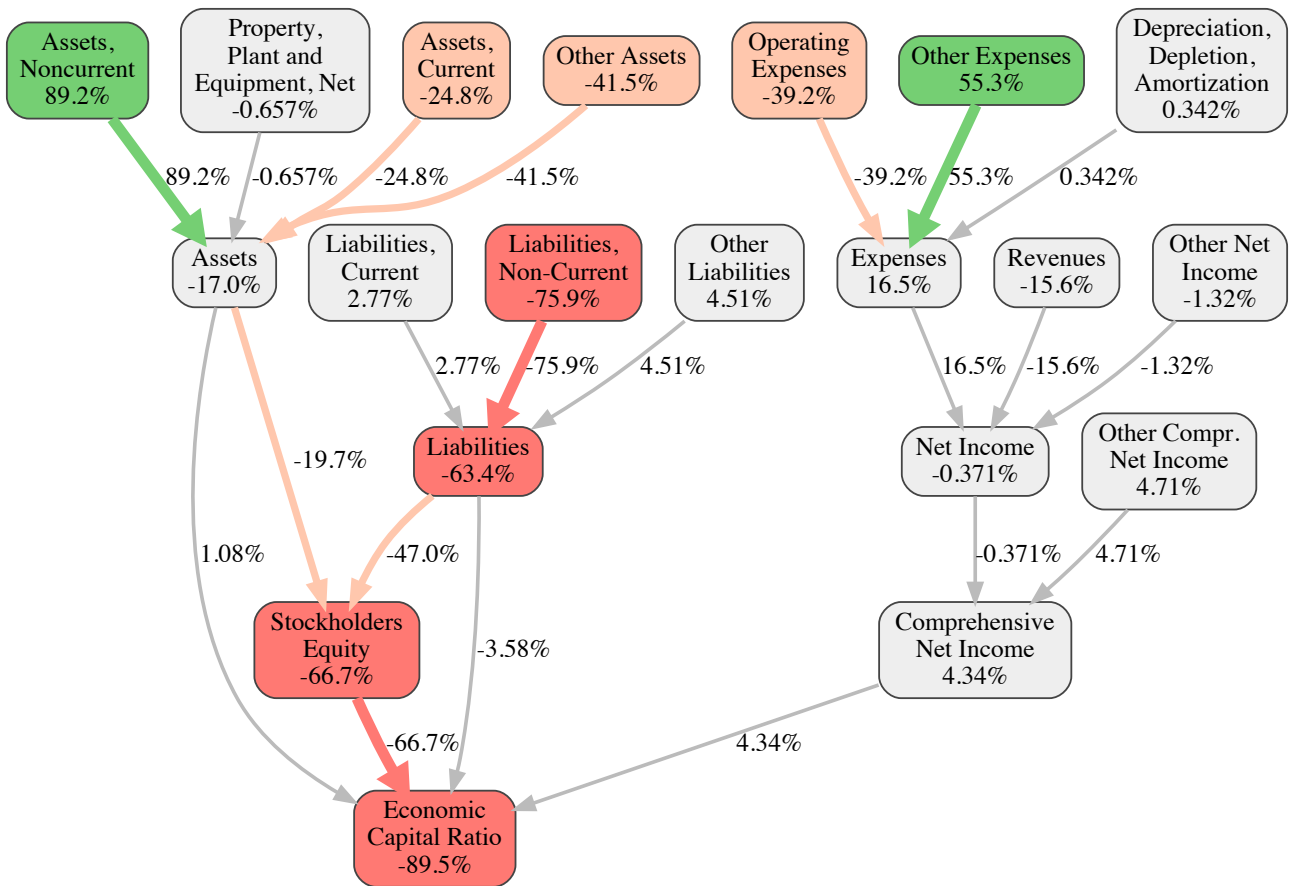 Assets,
Noncurrent
89.2%
Property,
Plant and
Equipment, Net
-0.657%
Assets,
Current
-24.8%
Other Assets
-41.5%
Operating
Expenses
-39.2%
Other Expenses
55.3%
Depreciation,
Depletion,
Amortization
0.342%
89.2%
-0.657%
-24.8%
-41.5%
-39.2%
55.3%
0.342%
Assets
-17.0%
Liabilities,
Current
2.77%
Liabilities,
Non-Current
-75.9%
Other
Liabilities
4.51%
Expenses
16.5%
Revenues
-15.6%
Other Net
Income
-1.32%
2.77%
-75.9%
4.51%
16.5%
-15.6%
-1.32%
-19.7%
Liabilities
-63.4%
Net Income
-0.371%
Other Compr.
Net Income
4.71%
1.08%
-47.0%
-0.371%
4.71%
Stockholders
Equity
-66.7%
-3.58%
Comprehensive
Net Income
4.34%
-66.7%
4.34%
Economic
Capital Ratio
-89.5%